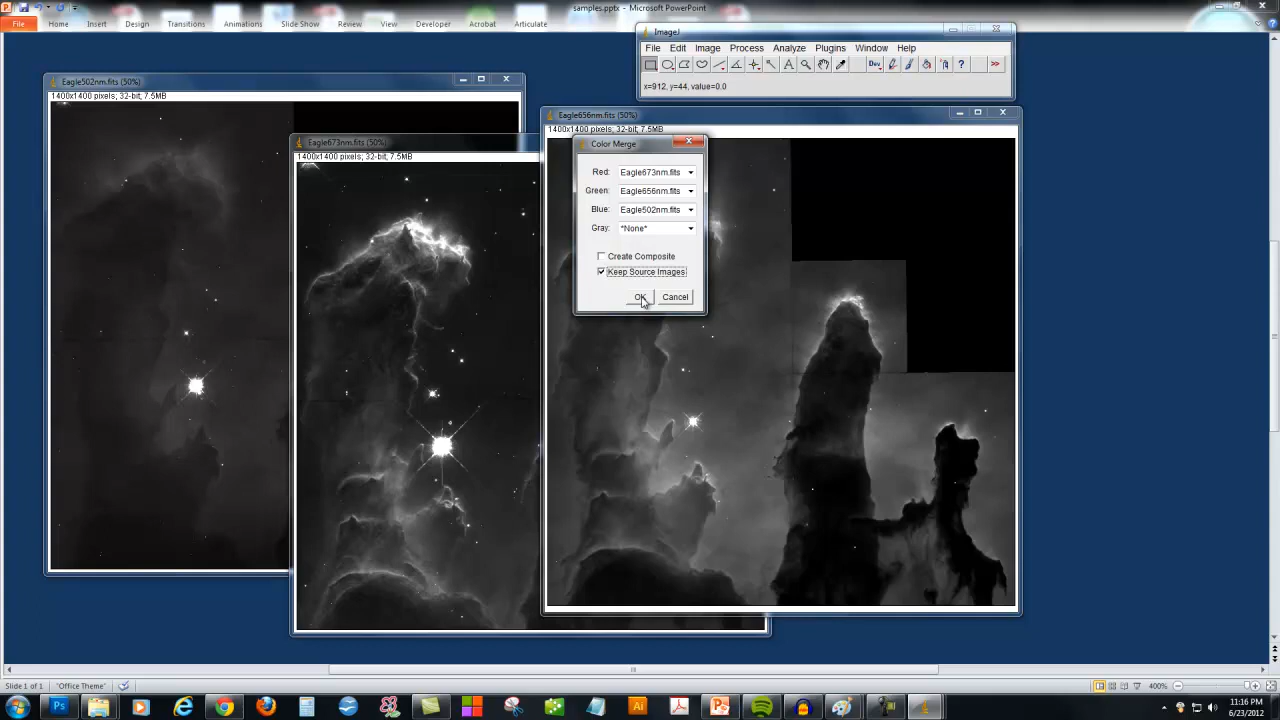 samples.pptx - Microsoft PowerPoint
File Home Insert Design Transitions Animations Slide Show Review View Developer Acrobat Articulate
ImageJ
File Edit Image Process Analyze Plugins Window Help
Dev
x=912, y=44, value=0.0
Eagle502nm.fits (50%)
1400x1400 pixels; 32-bit; 7.5MB
Eagle673nm.fits (50%)
1400x1400 pixels; 32-bit; 7.5MB
Eagle656nm.fits (50%)
1400x1400 pixels; 32-bit; 7.5MB
Color Merge
Red: Eagle673nm.fits
Green: Eagle656nm.fits
Blue: Eagle502nm.fits
Gray: *None*
Create Composite
Keep Source Images
OK Cancel
Slide 1 of 1 "Office Theme" 400%
11:16 PM
6/23/2012